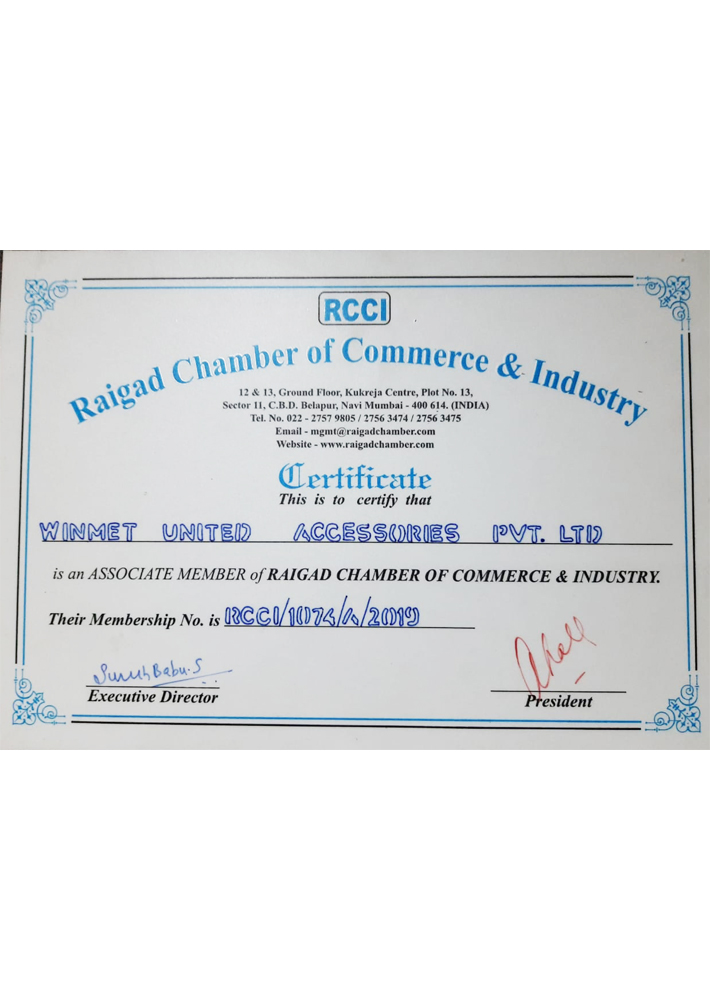 RCCI
Raigad Chamber of Commerce & Industry
12 & 13, Ground Floor, Kukreja Centre, Plot No. 13,
Sector 11, C.B.D. Belapur, Navi Mumbai - 400 614. (INDIA)
Tel. No. 022 - 2757 9805 / 2756 3474 / 2756 3475
Email - mgmt@raigadchamber.com
Website - www.raigadchamber.com
Certificate
This is to certify that
WINMET UNITED ACCESSORIES PVT. LTD
is an ASSOCIATE MEMBER of RAIGAD CHAMBER OF COMMERCE & INDUSTRY.
Their Membership No. is RCCI/1074/A/2019
Babu.S
Executive Director
President